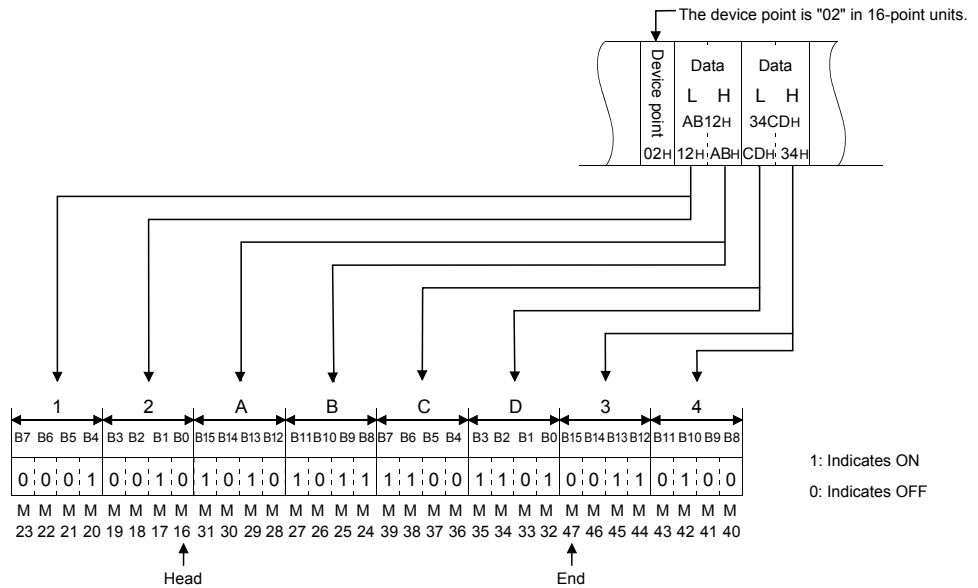 The device point is "02" in 16-point units.
Device point
Data Data
L H L H
AB12H 34CDH
02H 12H ABH CDH 34H
1 2 A B C D 3 4
B7 B6 B5 B4 B3 B2 B1 B0 B15 B14 B13 B12 B11 B10 B9 B8 B7 B6 B5 B4 B3 B2 B1 B0 B15 B14 B13 B12 B11 B10 B9 B8
0 0 0 1 0 0 1 0 1 0 1 0 1 0 1 1 1 1 0 0 1 1 0 1 0 0 1 1 0 1 0 0
1: Indicates ON
0: Indicates OFF
M M M M M M M M M M M M M M M M M M M M M M M M M M M M M M M M
23 22 21 20 19 18 17 16 31 30 29 28 27 26 25 24 39 38 37 36 35 34 33 32 47 46 45 44 43 42 41 40
Head End